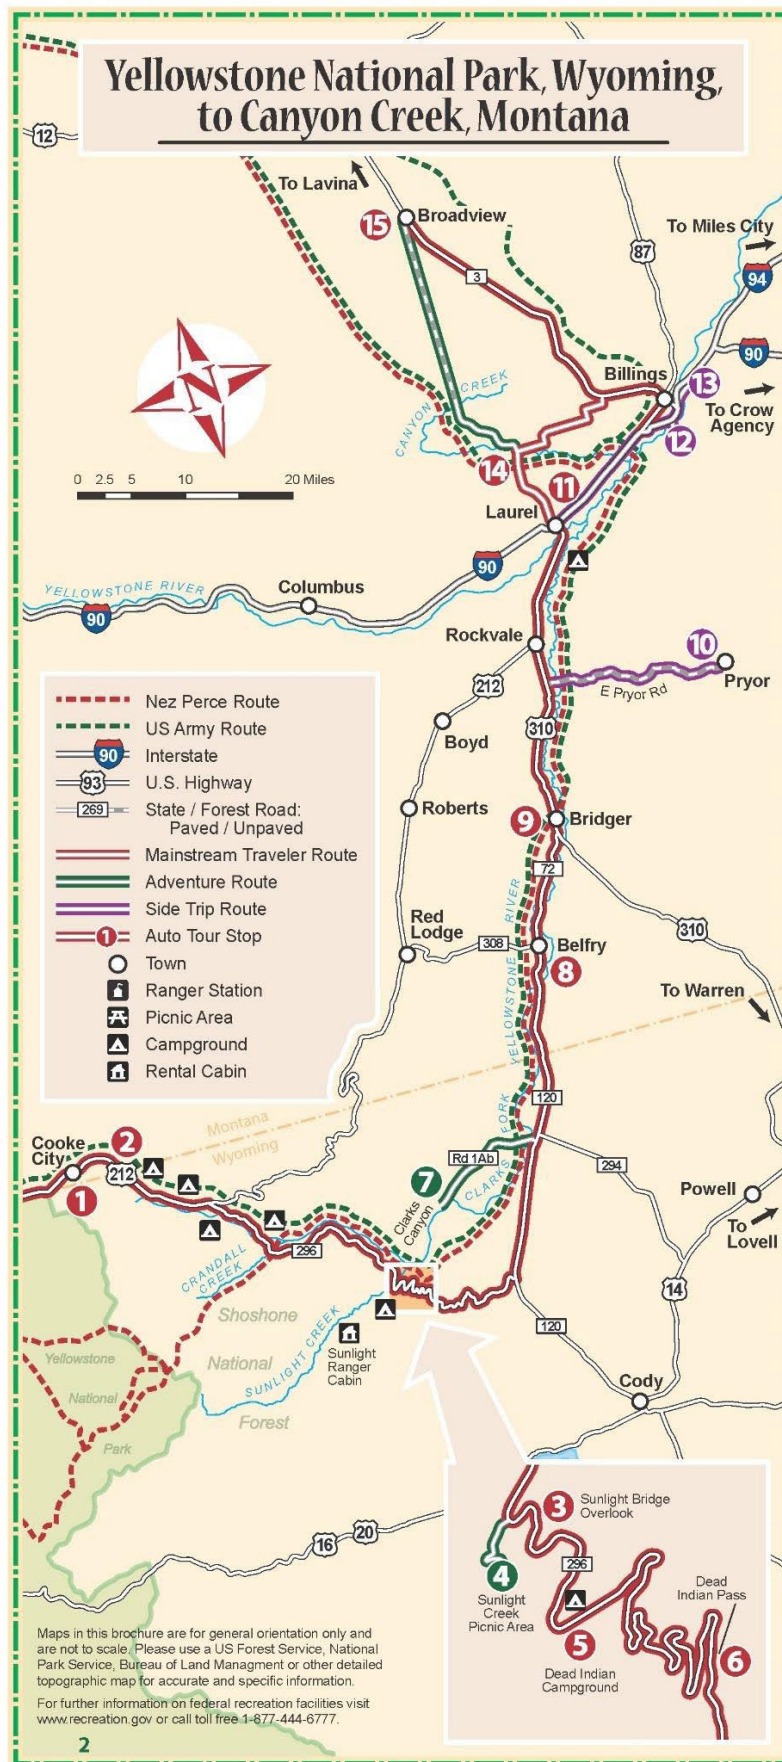 Yellowstone National Park, Wyoming,
to Canyon Creek, Montana
12
To Lavina
15
Broadview
To Miles City
87
3
94
90
Billings
13
CANYON CREEK
To Crow
Agency
12
N
0 2.5 5 10 20 Miles
14
11
Laurel
90
YELLOWSTONE RIVER
Columbus
90
Rockvale
10
Pryor
E Pryor Rd
212
310
Boyd
Nez Perce Route
US Army Route
90
Interstate
93
U.S. Highway
269
State / Forest Road:
Paved / Unpaved
Mainstream Traveler Route
Adventure Route
Side Trip Route
1
Auto Tour Stop
Town
Ranger Station
Picnic Area
Campground
Rental Cabin
Roberts
9
Bridger
72
Red
Lodge
308
Belfry
8
310
To Warren
CLARKS FORK YELLOWSTONE RIVER
Montana
Wyoming
120
Cooke
City
2
212
1
Rd 1Ab
7
Clarks
Canyon
294
Powell
To
Lovell
296
CRANDALL
CREEK
14
Shoshone
National
Forest
SUNLIGHT CREEK
Sunlight
Ranger
Cabin
120
Cody
Yellowstone
National
Park
16
20
3
Sunlight Bridge
Overlook
296
4
Sunlight
Creek
Picnic Area
5
Dead Indian
Campground
Dead
Indian Pass
6
Maps in this brochure are for general orientation only and
are not to scale. Please use a US Forest Service, National
Park Service, Bureau of Land Managment or other detailed
topographic map for accurate and specific information.
For further information on federal recreation facilities visit
www.recreation.gov or call toll free 1-877-444-6777.
2